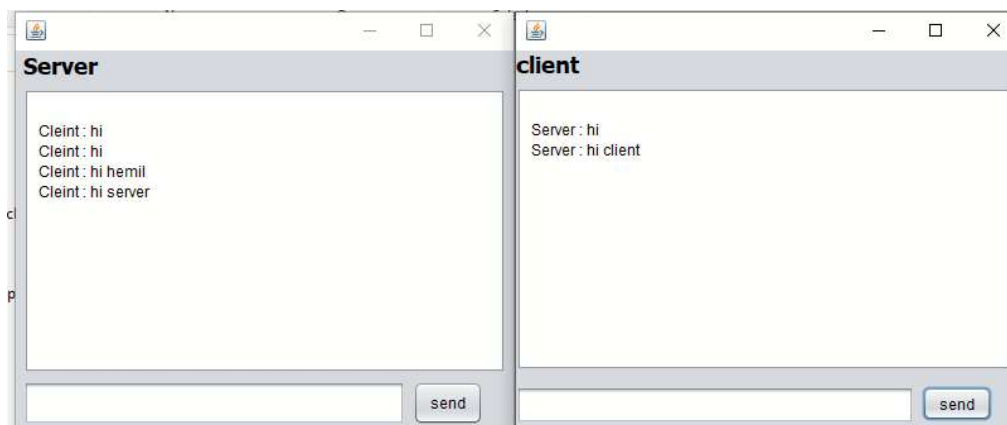 Server
Cleint : hi
Cleint : hi
Cleint : hi hemil
Cleint : hi server
send
client
Server : hi
Server : hi client
send
cl
p